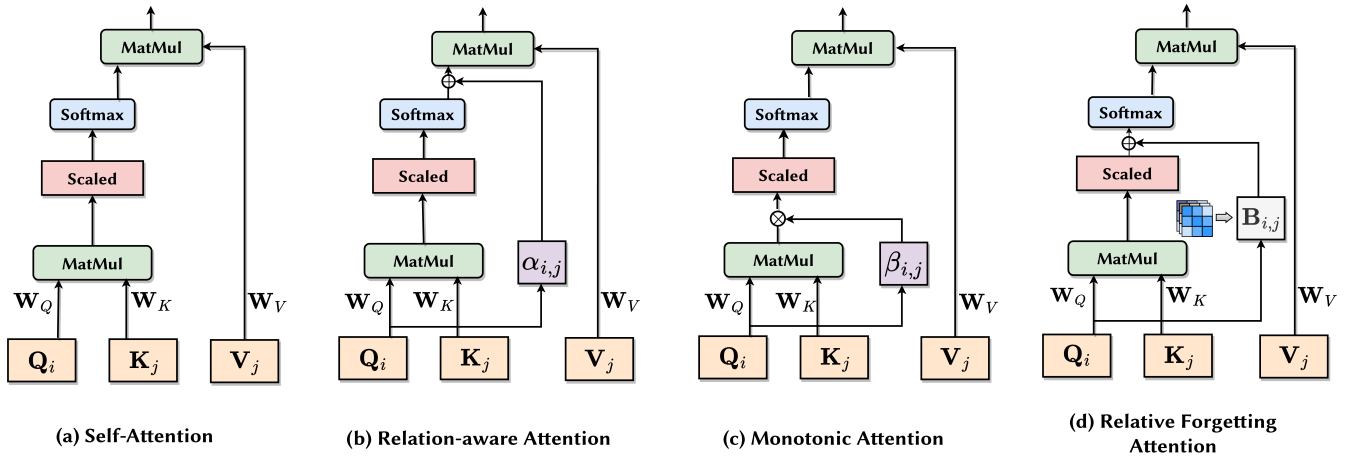 MatMul
Softmax
Scaled
MatMul
W_Q
W_K
W_V
Q_i
K_j
V_j
(a) Self-Attention
MatMul
⊕
Softmax
Scaled
MatMul
α_{i,j}
W_Q
W_K
W_V
Q_i
K_j
V_j
(b) Relation-aware Attention
MatMul
Softmax
Scaled
⊗
MatMul
β_{i,j}
W_Q
W_K
W_V
Q_i
K_j
V_j
(c) Monotonic Attention
MatMul
Softmax
⊕
Scaled
B_{i,j}
MatMul
W_Q
W_K
W_V
Q_i
K_j
V_j
(d) Relative Forgetting
Attention